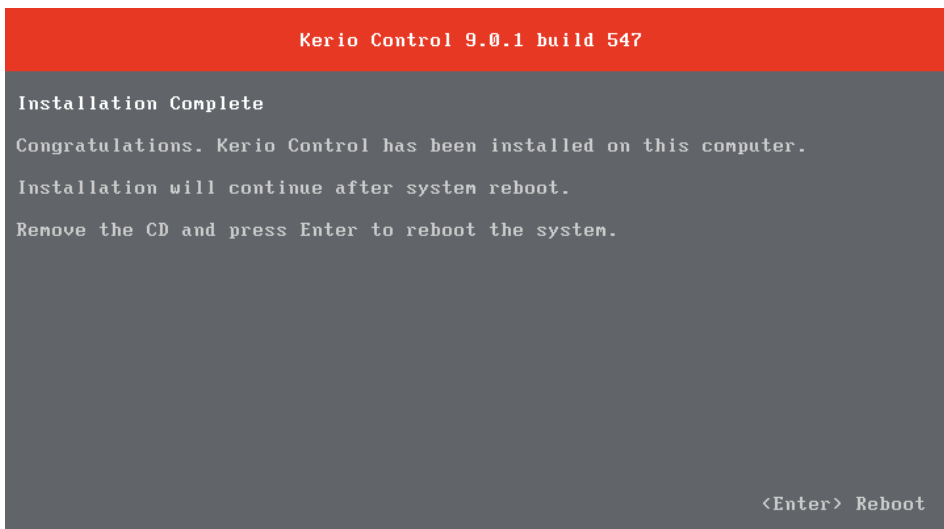 Kerio Control 9.0.1 build 547
Installation Complete
Congratulations. Kerio Control has been installed on this computer.
Installation will continue after system reboot.
Remove the CD and press Enter to reboot the system.
<Enter> Reboot